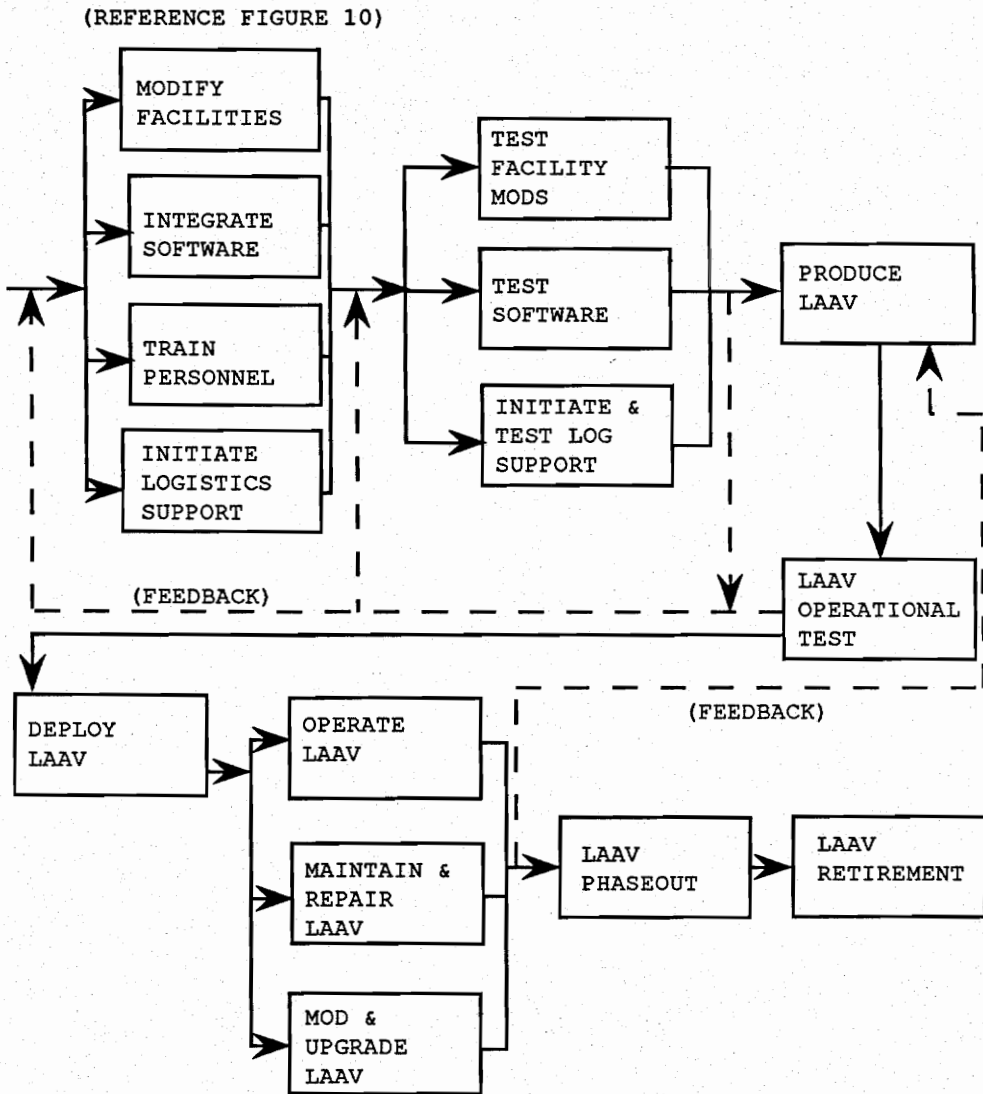 (REFERENCE FIGURE 10)
MODIFY
FACILITIES
INTEGRATE
SOFTWARE
TRAIN
PERSONNEL
INITIATE
LOGISTICS
SUPPORT
TEST
FACILITY
MODS
TEST
SOFTWARE
INITIATE &
TEST LOG
SUPPORT
PRODUCE
LAAV
LAAV
OPERATIONAL
TEST
(FEEDBACK)
(FEEDBACK)
DEPLOY
LAAV
OPERATE
LAAV
MAINTAIN &
REPAIR
LAAV
MOD &
UPGRADE
LAAV
LAAV
PHASEOUT
LAAV
RETIREMENT